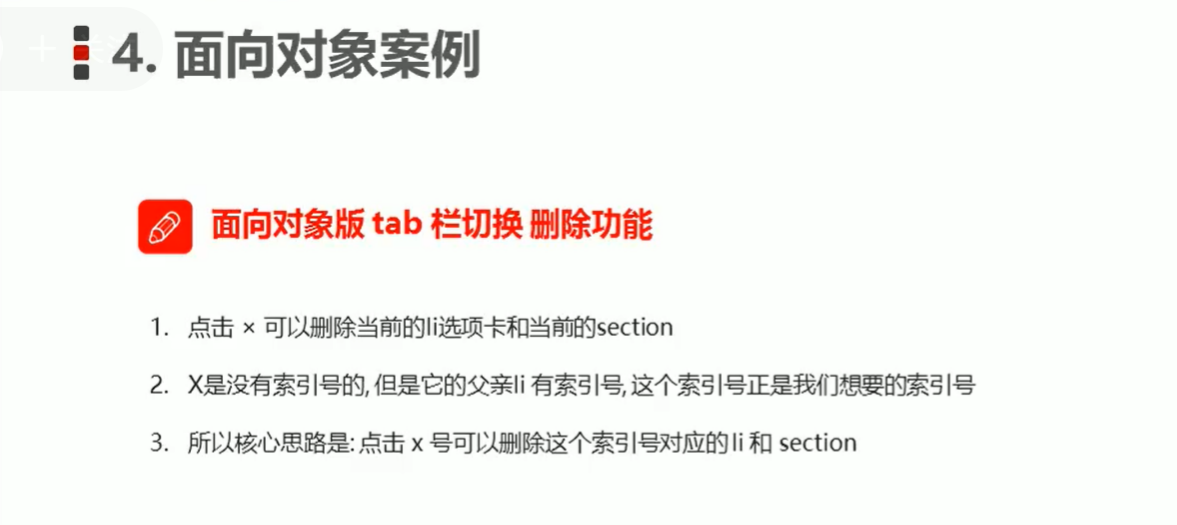 4. 面向对象案例
面向对象版 tab 栏切换 删除功能
1. 点击 × 可以删除当前的li选项卡和当前的section
2. X是没有索引号的, 但是它的父亲li 有索引号, 这个索引号正是我们想要的索引号
3. 所以核心思路是: 点击 x 号可以删除这个索引号对应的li 和 section